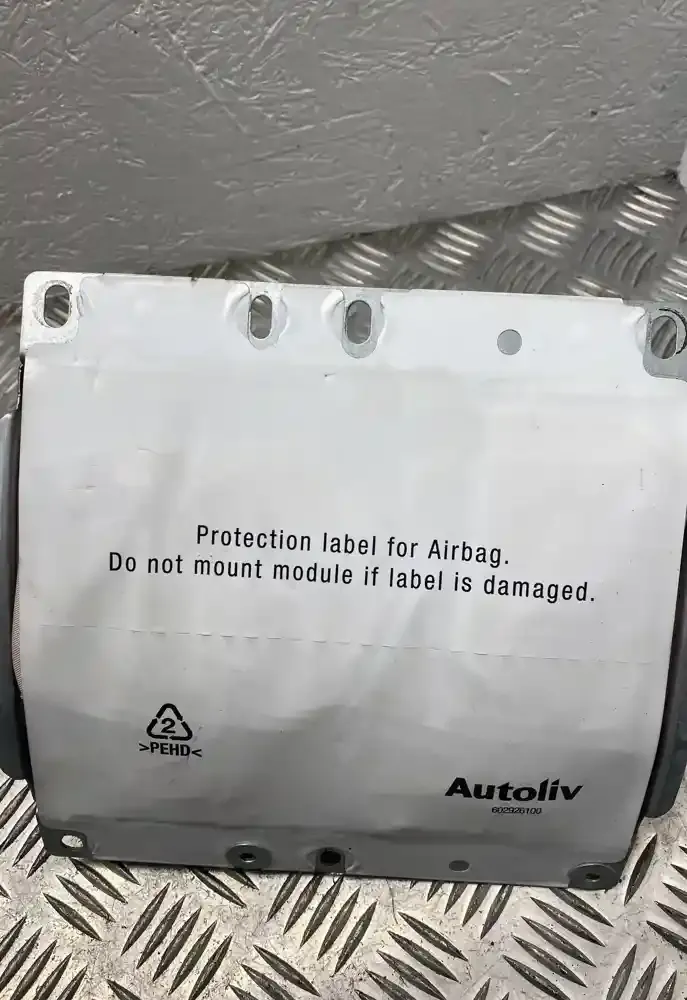 Protection label for Airbag.
Do not mount module if label is damaged.
2
>PEHD<
Autoliv
602926100